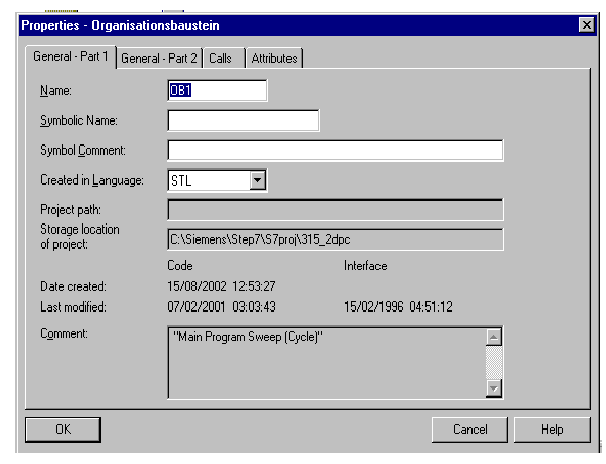 Properties - Organisationsbaustein
General - Part 1 General - Part 2 Calls Attributes
Name: OB1
Symbolic Name:
Symbol Comment:
Created in Language: STL
Project path:
Storage location
of project: C:\Siemens\Step7\S7proj\315_2dpc
Code Interface
Date created: 15/08/2002 12:53:27
Last modified: 07/02/2001 03:03:43 15/02/1996 04:51:12
Comment: "Main Program Sweep (Cycle)"
OK Cancel Help